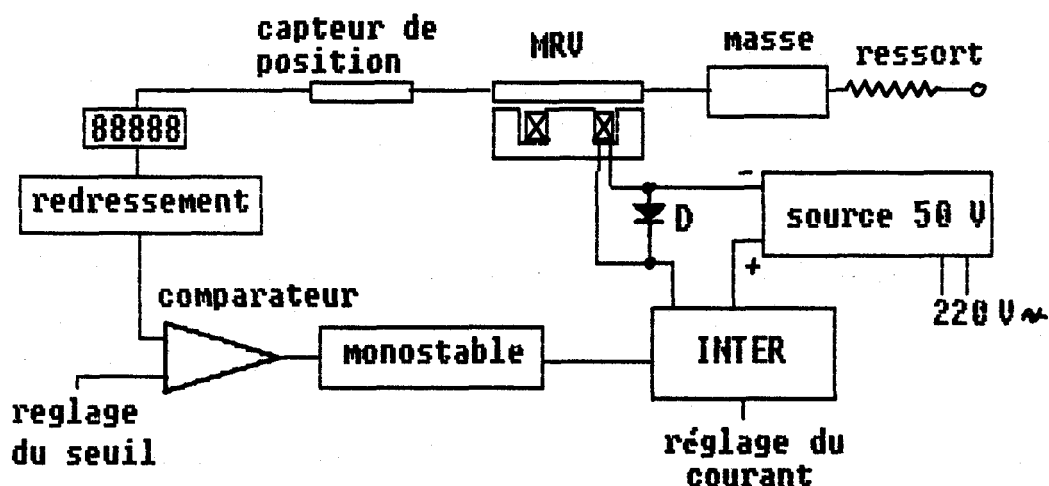 capteur de
position
MRV
masse
ressort
88888
redressement
-
D
source 50 V
+
220 V ~
comparateur
monostable
INTER
reglage
du seuil
réglage du
courant